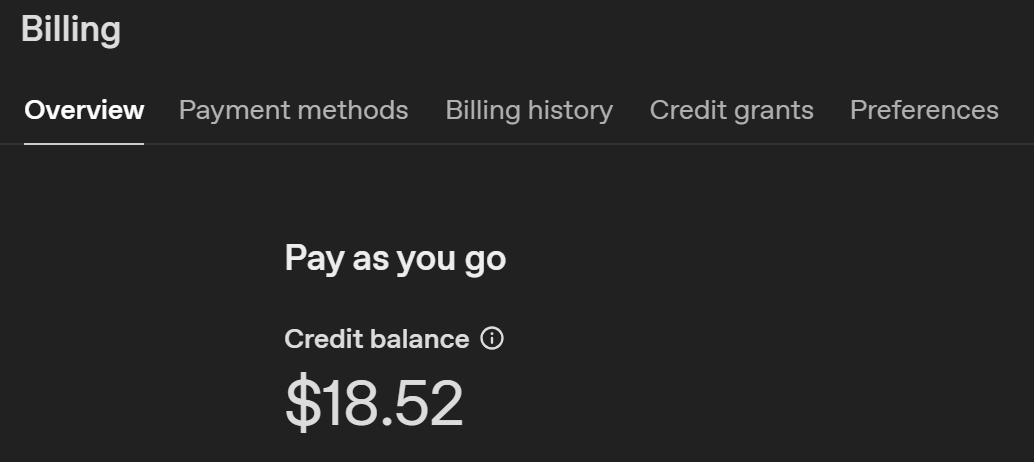 Billing
Overview Payment methods Billing history Credit grants Preferences
Pay as you go
Credit balance
$18.52